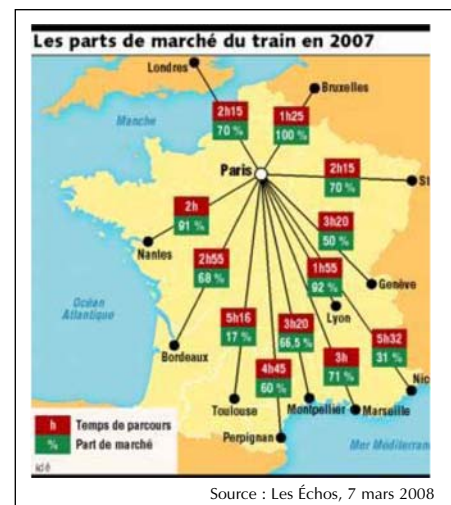 Les parts de marché du train en 2007
Londres
Bruxelles
Manche
2h15
70 %
1h25
100 %
Paris
2h15
70 %
St
2h
91 %
3h20
50 %
Nantes
2h55
68 %
1h55
92 %
Genève
Océan
Atlantique
Lyon
5h16
17 %
3h20
66,5 %
5h32
31 %
Bordeaux
4h45
60 %
3h
71 %
Nic
h Temps de parcours
% Part de marché
Toulouse
Montpellier
Marseille
Perpignan
Mer Méditerran
idé
Source : Les Échos, 7 mars 2008